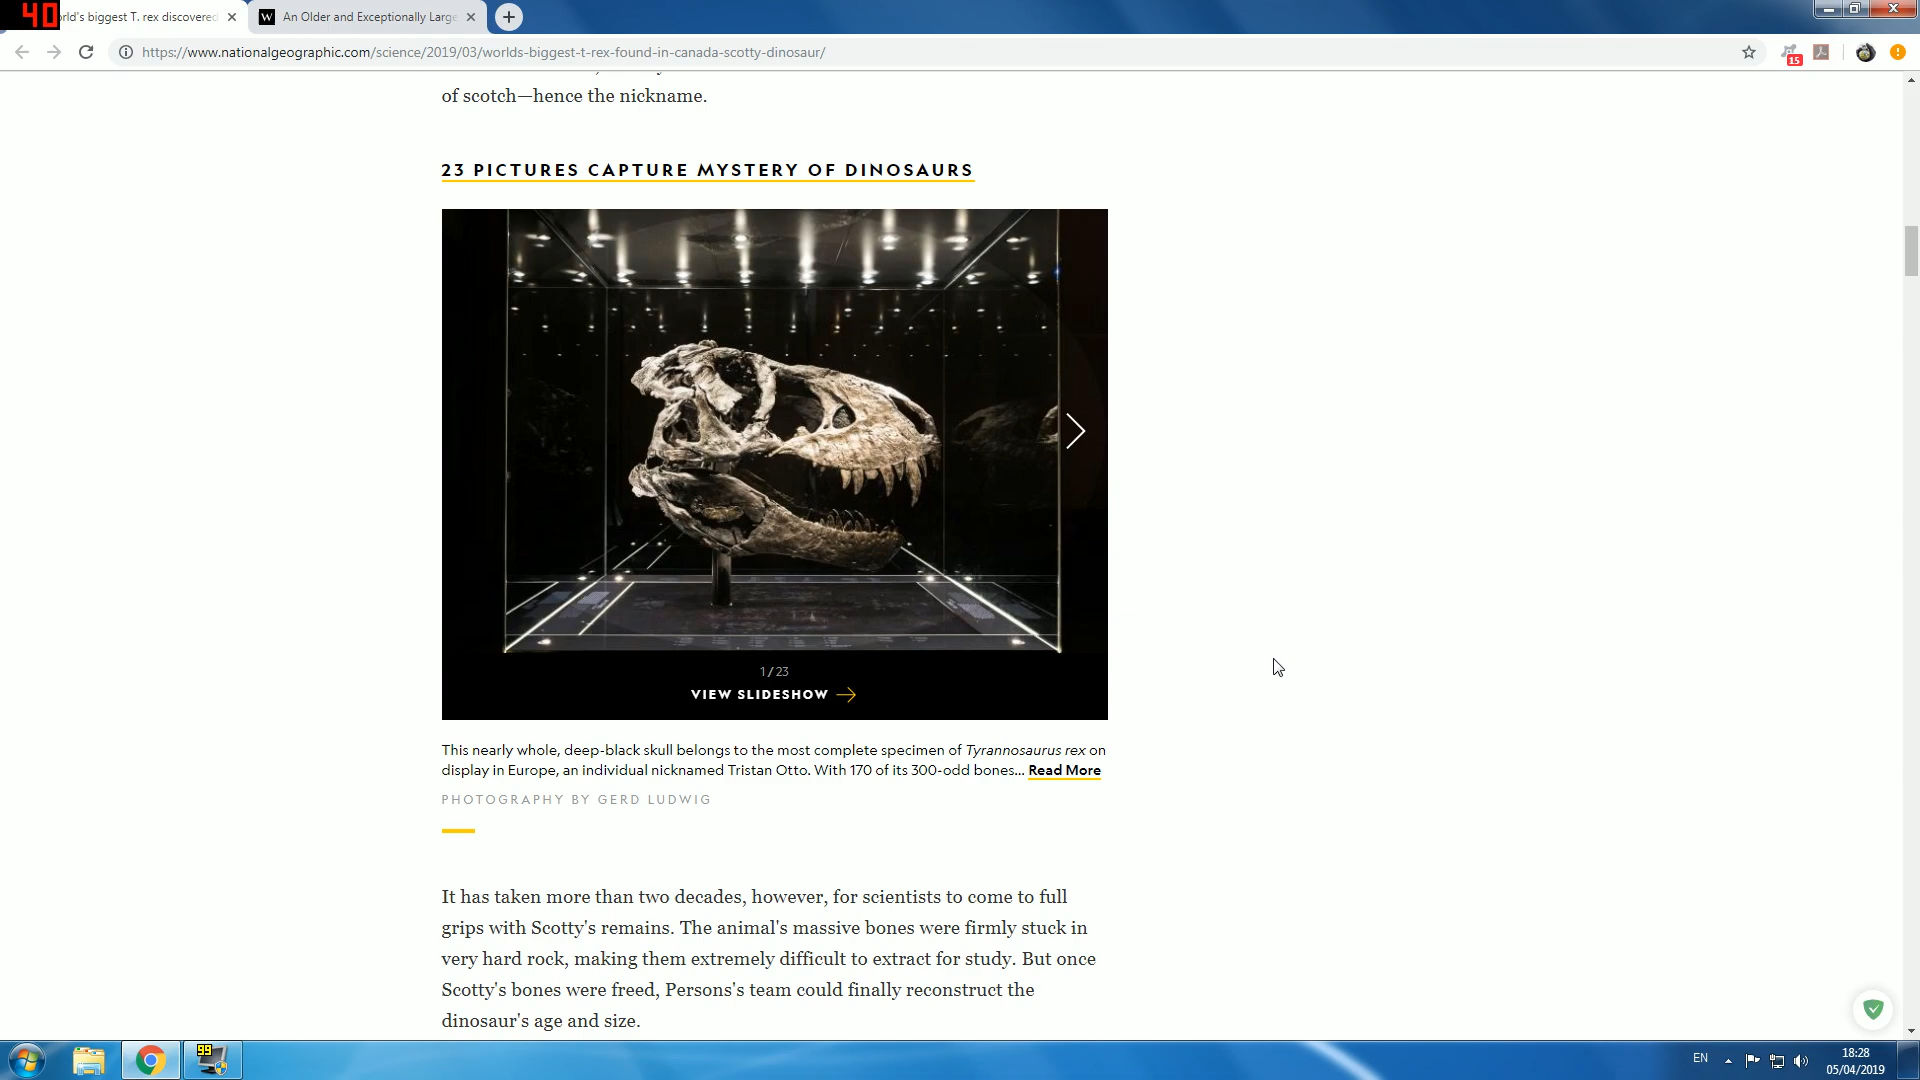 40
orld's biggest T. rex discovered
W An Older and Exceptionally Large
https://www.nationalgeographic.com/science/2019/03/worlds-biggest-t-rex-found-in-canada-scotty-dinosaur/
15
of scotch—hence the nickname.
23 PICTURES CAPTURE MYSTERY OF DINOSAURS
1/23
VIEW SLIDESHOW
This nearly whole, deep-black skull belongs to the most complete specimen of Tyrannosaurus rex on
display in Europe, an individual nicknamed Tristan Otto. With 170 of its 300-odd bones... Read More
PHOTOGRAPHY BY GERD LUDWIG
It has taken more than two decades, however, for scientists to come to full
grips with Scotty's remains. The animal's massive bones were firmly stuck in
very hard rock, making them extremely difficult to extract for study. But once
Scotty's bones were freed, Persons's team could finally reconstruct the
dinosaur's age and size.
99
EN
18:28
05/04/2019